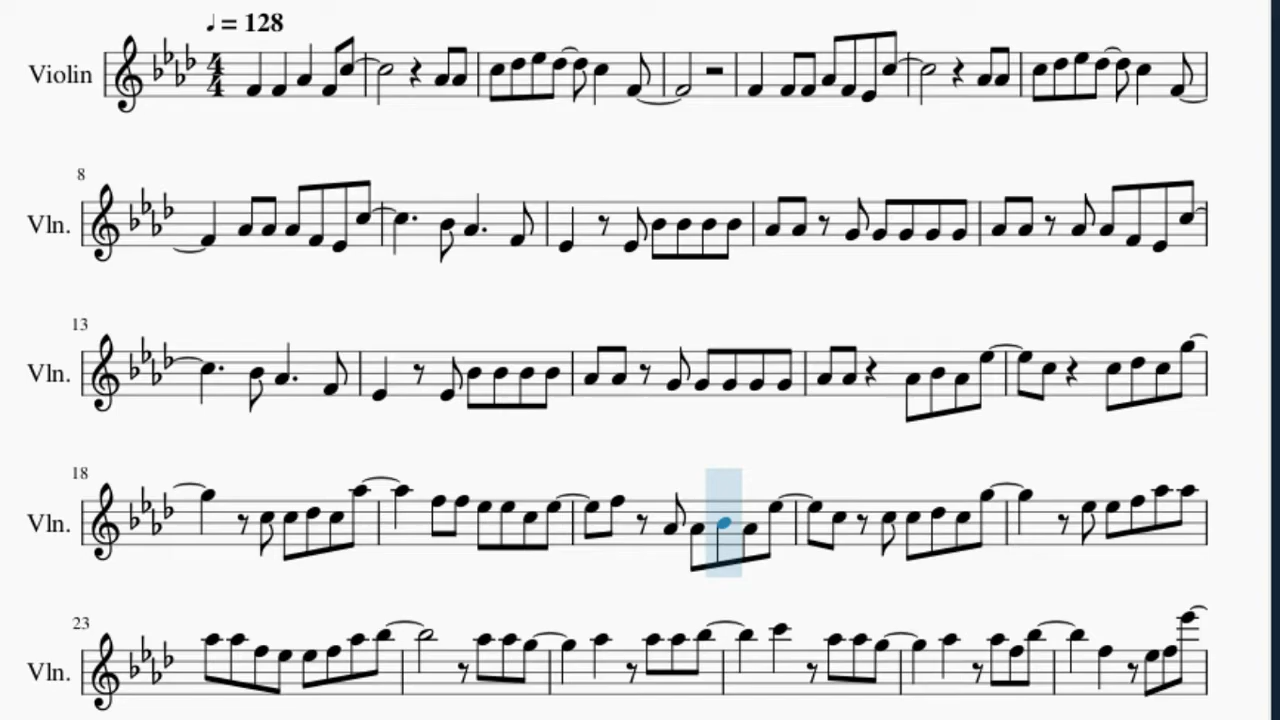 ♩ = 128
Violin 4/4
8
Vln.
13
Vln.
18
Vln.
23
Vln.